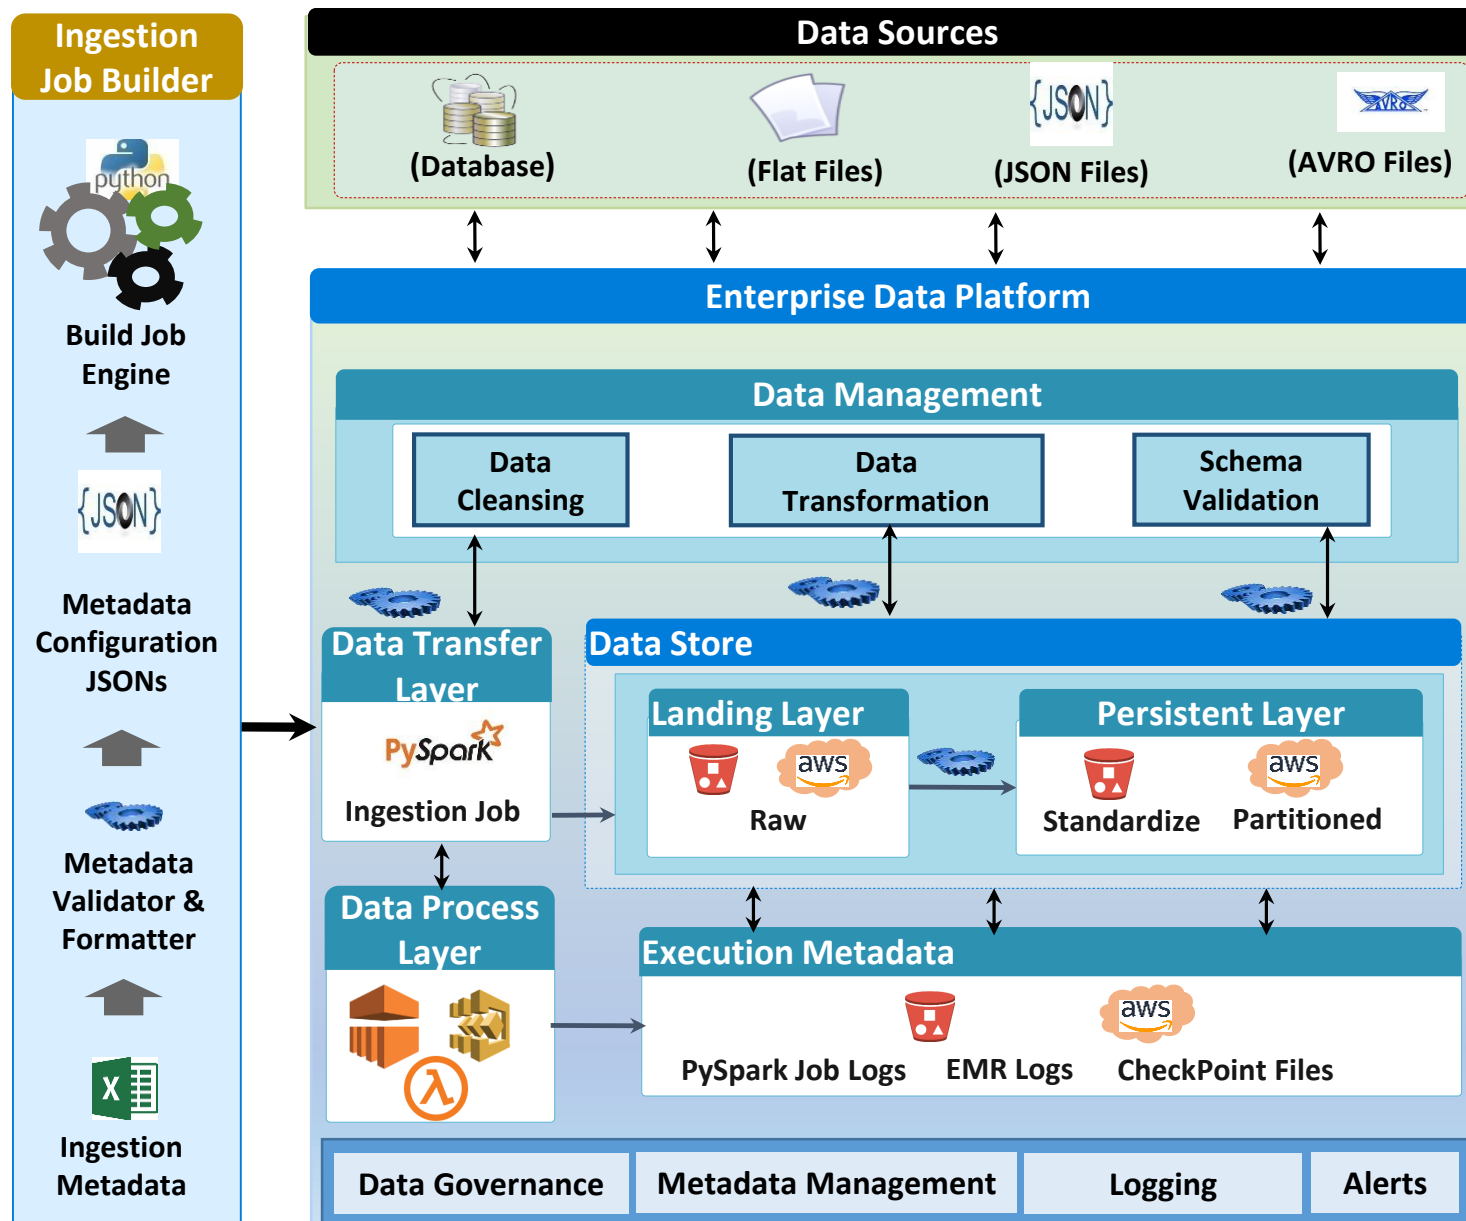 Ingestion
Job Builder
python
Build Job
Engine
{JSON}
Metadata
Configuration
JSONs
Metadata
Validator &
Formatter
X
Ingestion
Metadata
Data Sources
{JSON}
AVRO
(Database)
(Flat Files)
(JSON Files)
(AVRO Files)
Enterprise Data Platform
Data Management
Data
Cleansing
Data
Transformation
Schema
Validation
Data Transfer
Layer
PySpark
Ingestion Job
Data Store
Landing Layer
aws
Raw
Persistent Layer
aws
Standardize
Partitioned
Data Process
Layer
λ
Execution Metadata
aws
PySpark Job Logs
EMR Logs
CheckPoint Files
Data Governance
Metadata Management
Logging
Alerts